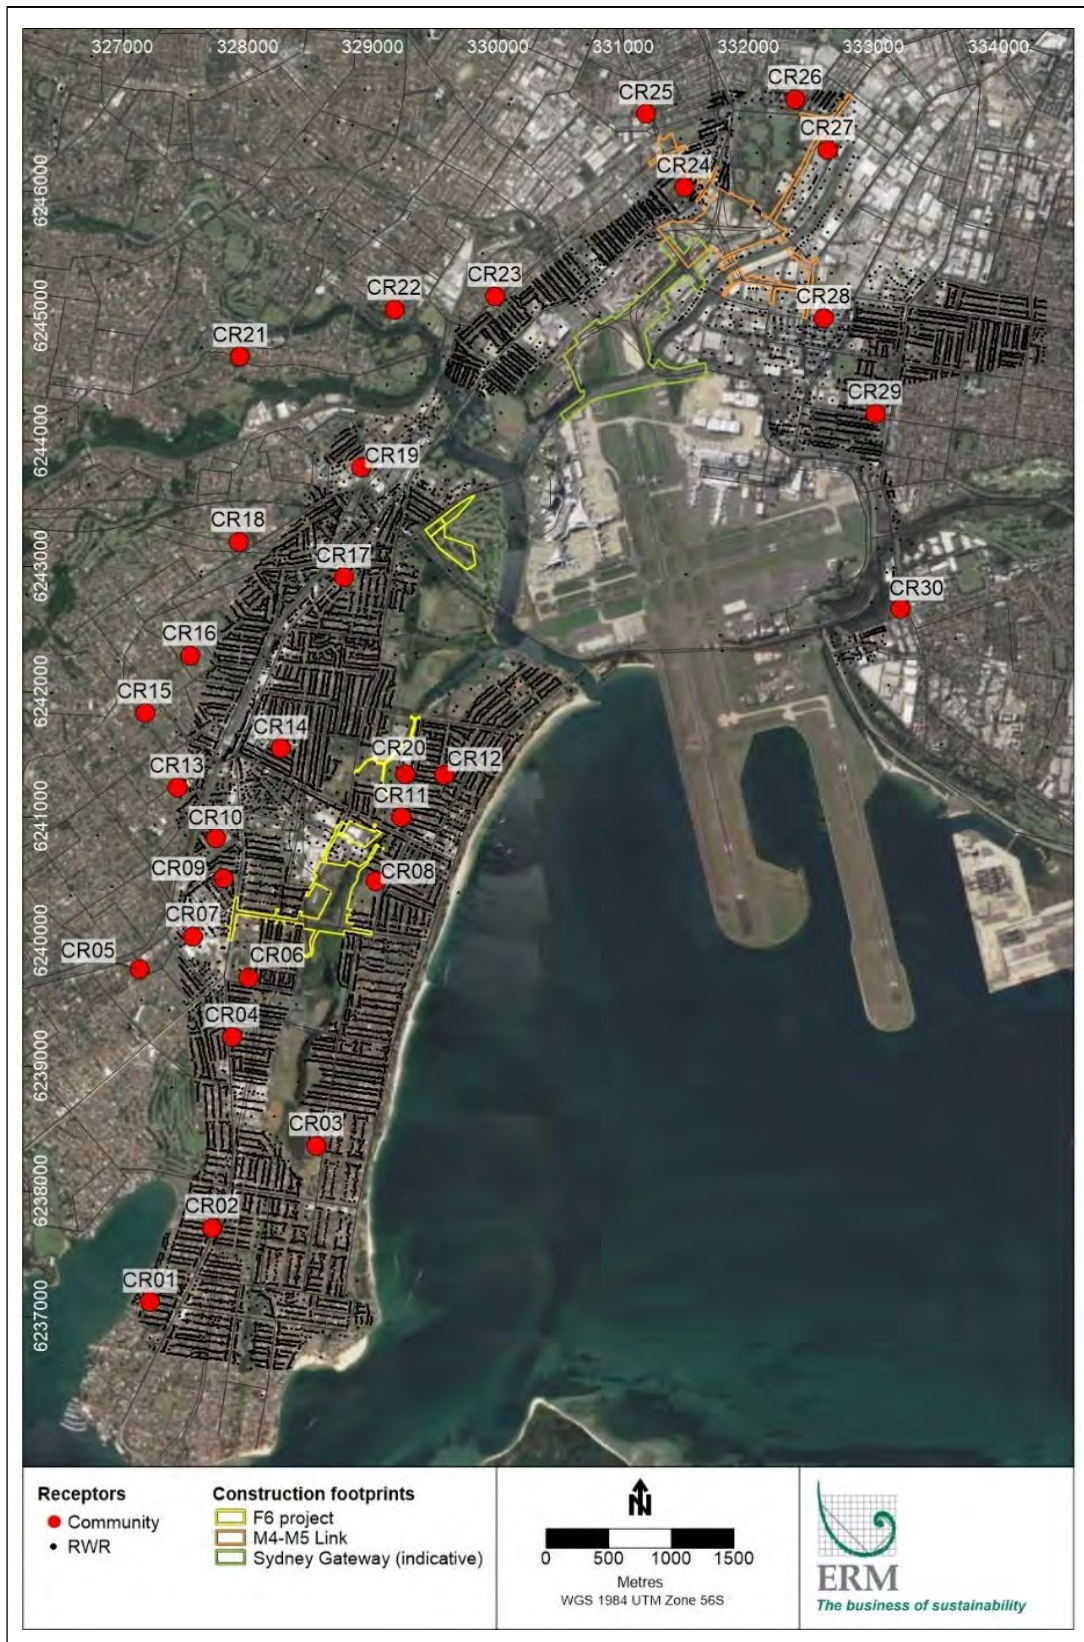 327000 328000 329000 330000 331000 332000 333000 334000
CR26
CR25
CR27
6246000
CR24
CR23
CR22
6245000
CR28
CR21
6244000
CR29
CR19
CR18
6243000
CR17
CR30
CR16
6242000
CR15
CR14
CR20
CR12
CR13
6241000
CR11
CR10
CR09
CR08
6240000
CR07
CR05
CR06
CR04
6239000
CR03
6238000
CR02
CR01
6237000
Receptors
Community
RWR
Construction footprints
F6 project
M4-M5 Link
Sydney Gateway (indicative)
N
0 500 1000 1500
Metres
WGS 1984 UTM Zone 56S
ERM
The business of sustainability